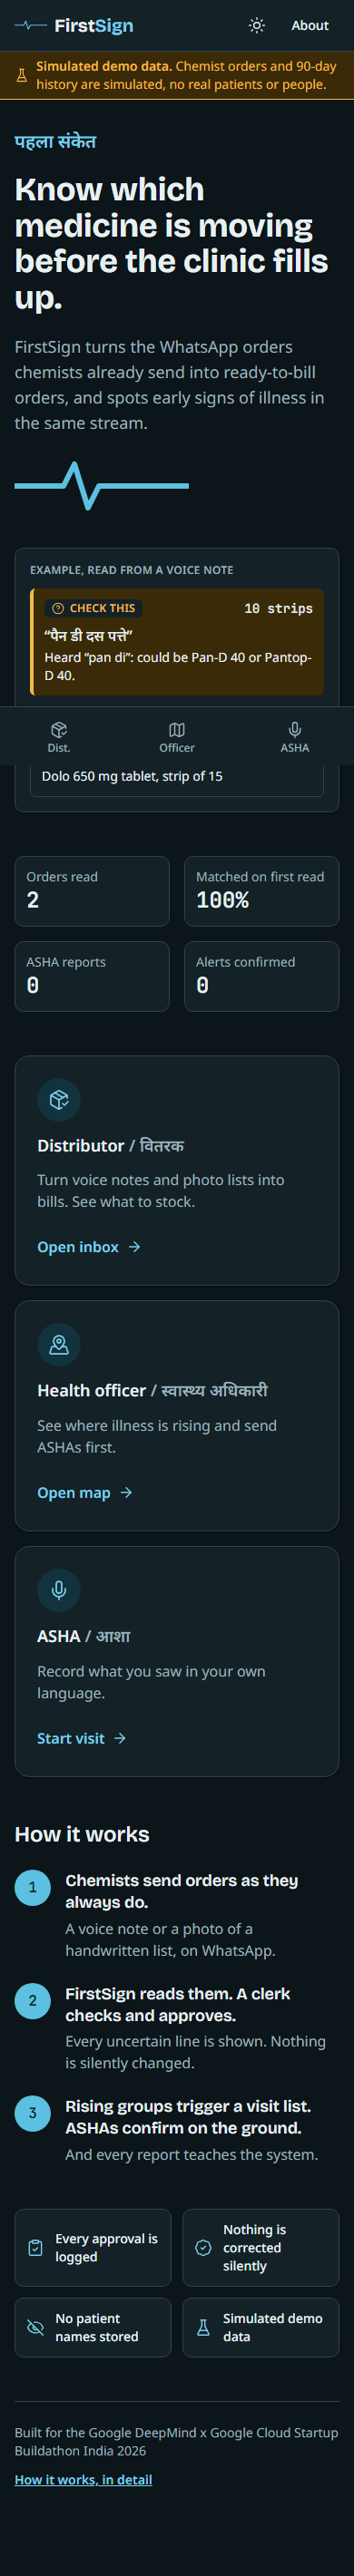 FirstSign
About
Simulated demo data. Chemist orders and 90-day
history are simulated, no real patients or people.
पहला संकेत
Know which
medicine is moving
before the clinic fills
up.
FirstSign turns the WhatsApp orders
chemists already send into ready-to-bill
orders, and spots early signs of illness in
the same stream.
EXAMPLE, READ FROM A VOICE NOTE
CHECK THIS
10 strips
“पैन डी दस पत्ते”
Heard “pan di”: could be Pan-D 40 or Pantop-
D 40.
Dist.
Officer
ASHA
Dolo 650 mg tablet, strip of 15
Orders read
2
Matched on first read
100%
ASHA reports
0
Alerts confirmed
0
Distributor / वितरक
Turn voice notes and photo lists into
bills. See what to stock.
Open inbox
Health officer / स्वास्थ्य अधिकारी
See where illness is rising and send
ASHAs first.
Open map
ASHA / आशा
Record what you saw in your own
language.
Start visit
How it works
1
Chemists send orders as they
always do.
A voice note or a photo of a
handwritten list, on WhatsApp.
2
FirstSign reads them. A clerk
checks and approves.
Every uncertain line is shown. Nothing
is silently changed.
3
Rising groups trigger a visit list.
ASHAs confirm on the ground.
And every report teaches the system.
Every approval is
logged
Nothing is
corrected
silently
No patient
names stored
Simulated demo
data
Built for the Google DeepMind x Google Cloud Startup
Buildathon India 2026
How it works, in detail